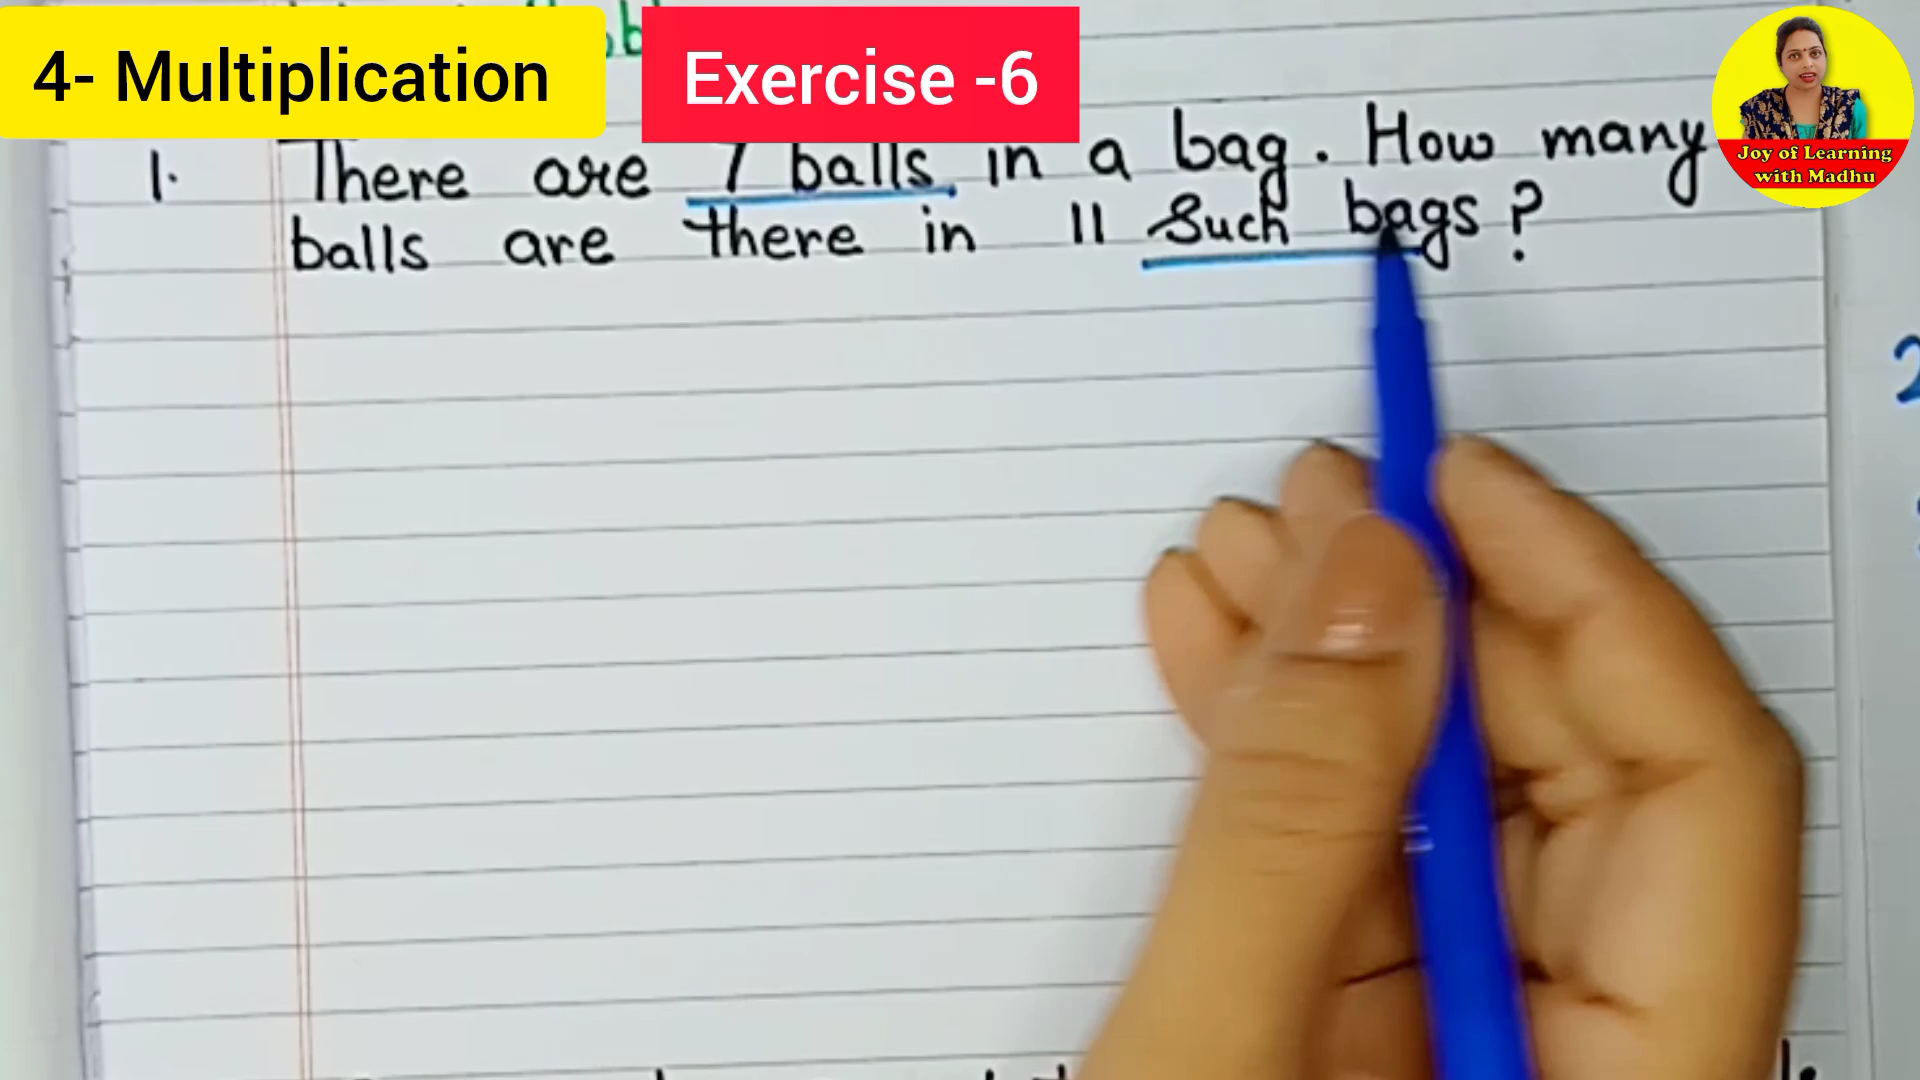 4- Multiplication
Exercise -6
1. There are 7 balls in a bag. How many
balls are there in 11 such bags?
Joy of Learning
with Madhu
2